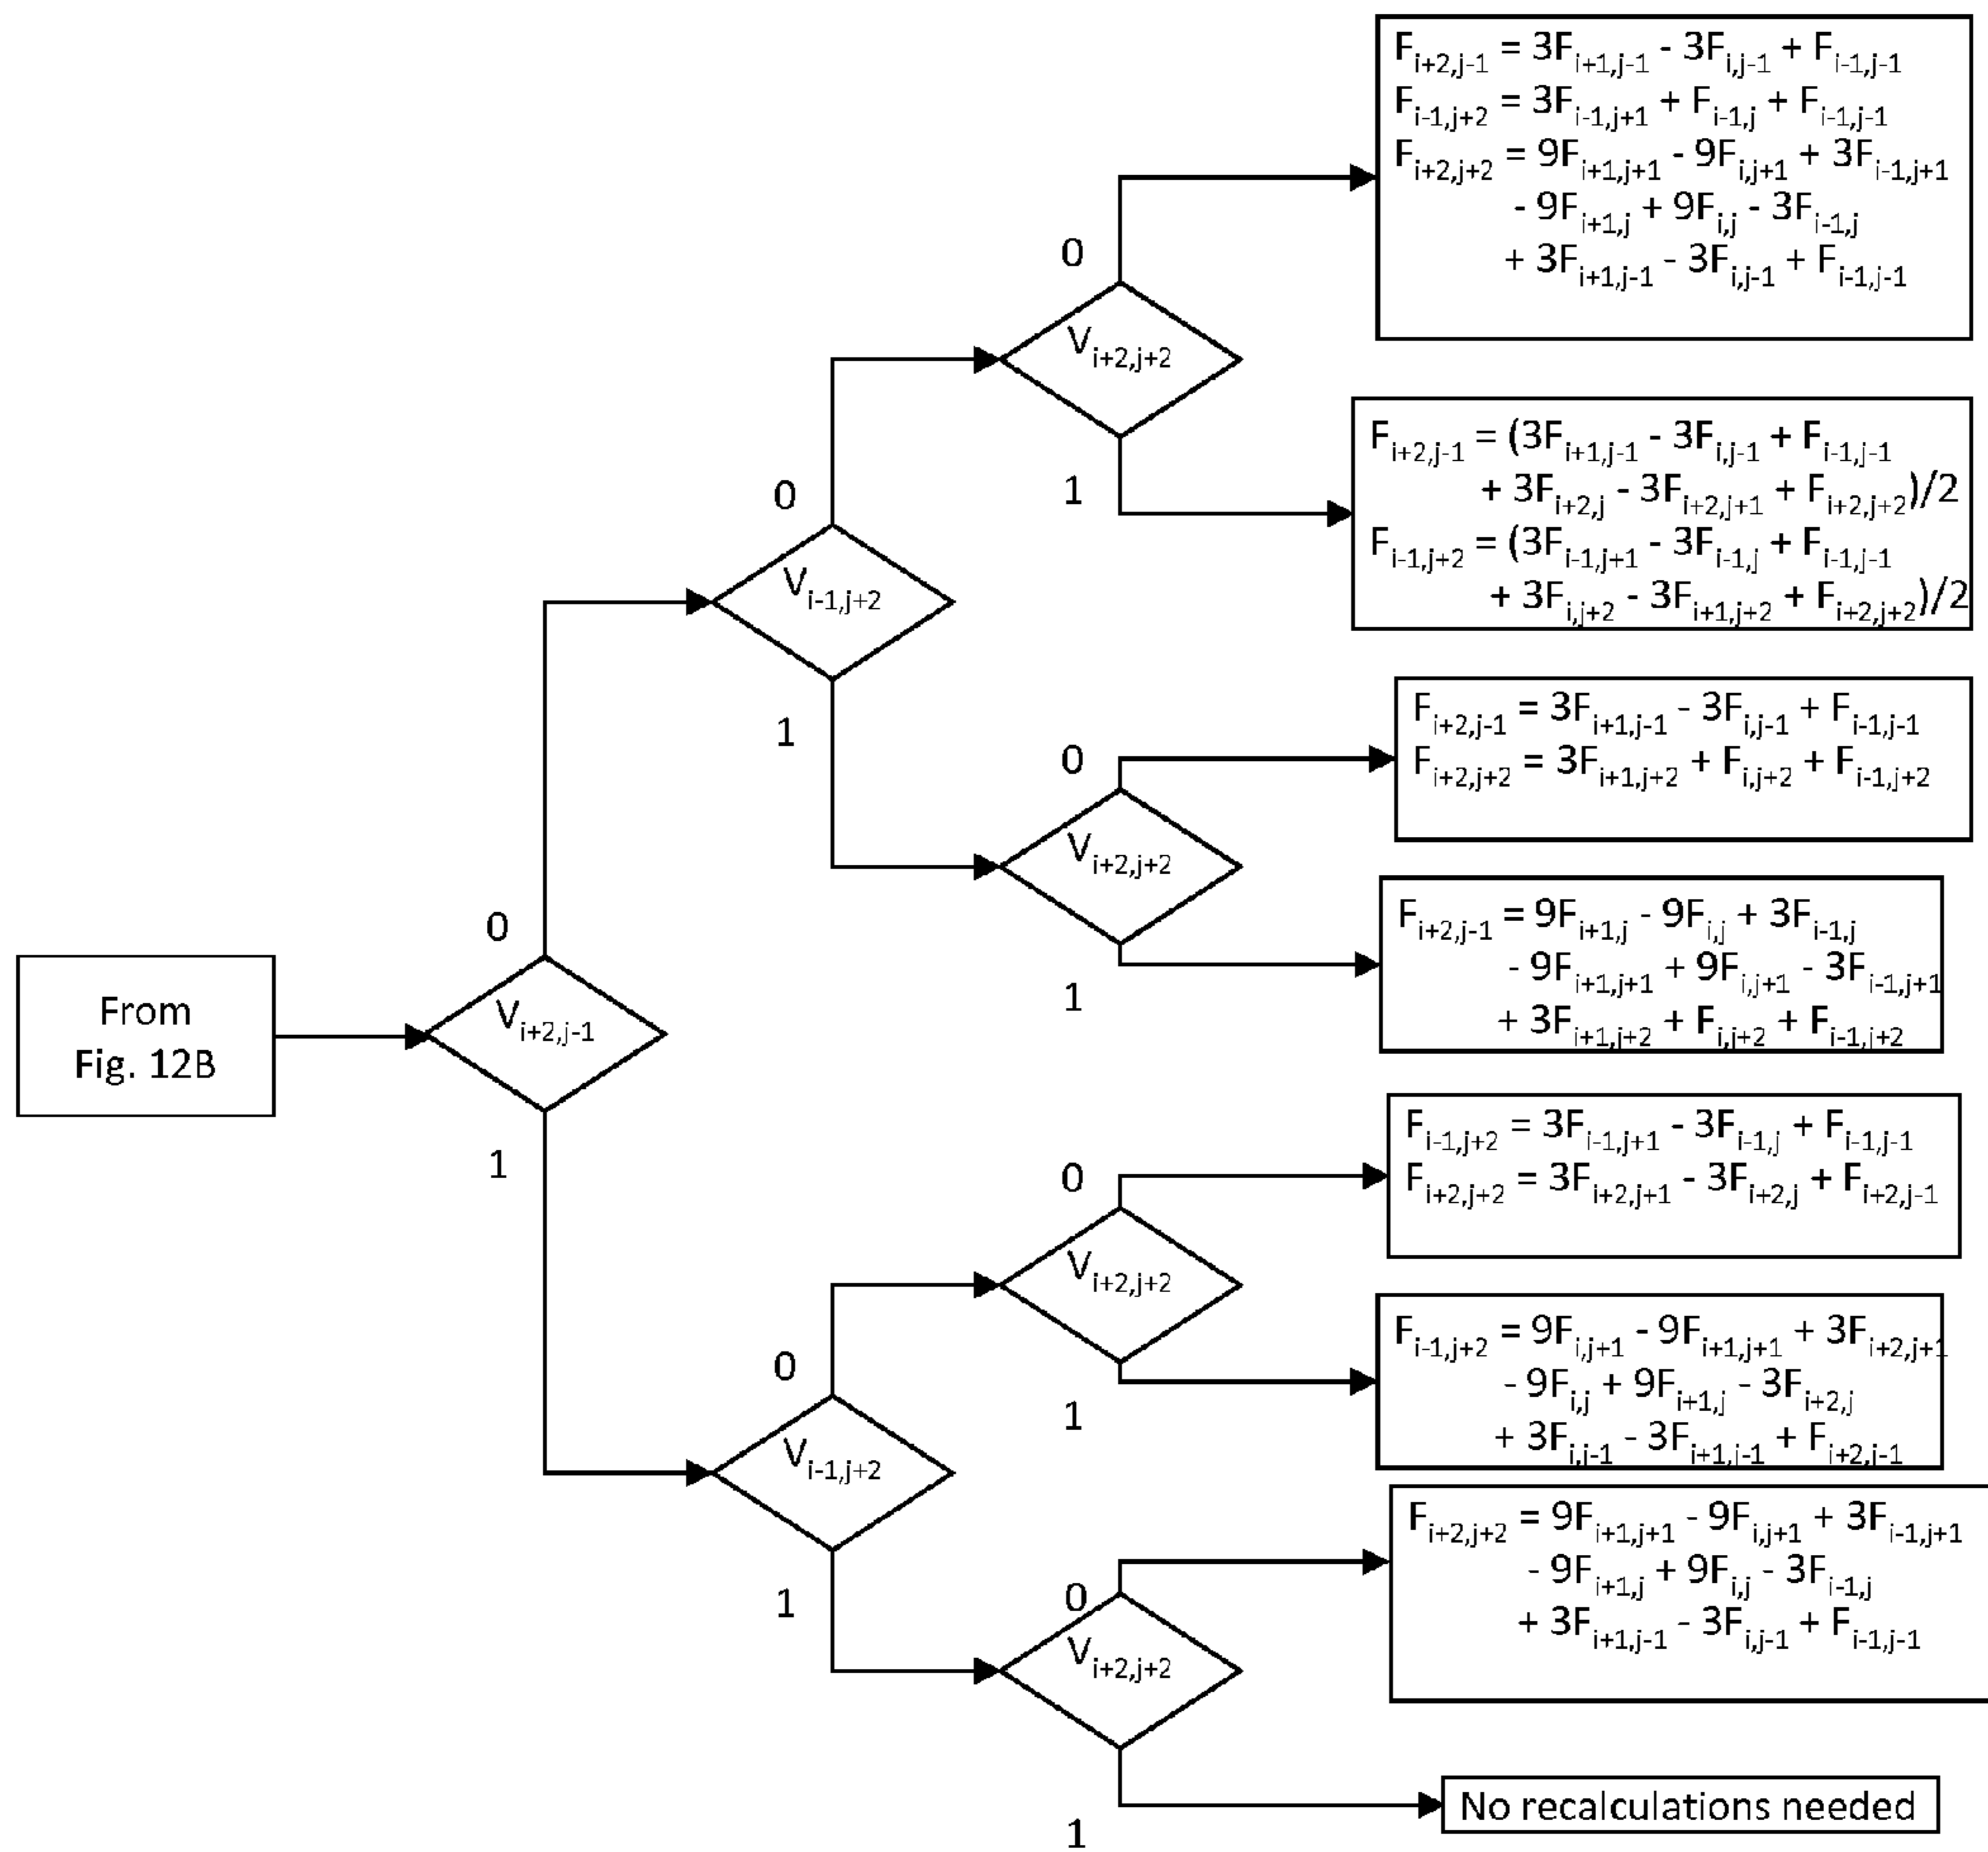 F_{i+2,j-1} = 3F_{i+1,j-1} - 3F_{i,j-1} + F_{i-1,j-1}
F_{i-1,j+2} = 3F_{i-1,j+1} + F_{i-1,j} + F_{i-1,j-1}
F_{i+2,j+2} = 9F_{i+1,j+1} - 9F_{i,j+1} + 3F_{i-1,j+1}
- 9F_{i+1,j} + 9F_{i,j} - 3F_{i-1,j}
+ 3F_{i+1,j-1} - 3F_{i,j-1} + F_{i-1,j-1}
0
V_{i+2,j+2}
1
F_{i+2,j-1} = (3F_{i+1,j-1} - 3F_{i,j-1} + F_{i-1,j-1}
+ 3F_{i+2,j} - 3F_{i+2,j+1} + F_{i+2,j+2})/2
F_{i-1,j+2} = (3F_{i-1,j+1} - 3F_{i-1,j} + F_{i-1,j-1}
+ 3F_{i,j+2} - 3F_{i+1,j+2} + F_{i+2,j+2})/2
0
V_{i-1,j+2}
1
F_{i+2,j-1} = 3F_{i+1,j-1} - 3F_{i,j-1} + F_{i-1,j-1}
F_{i+2,j+2} = 3F_{i+1,j+2} + F_{i,j+2} + F_{i-1,j+2}
0
V_{i+2,j+2}
1
F_{i+2,j-1} = 9F_{i+1,j} - 9F_{i,j} + 3F_{i-1,j}
- 9F_{i+1,j+1} + 9F_{i,j+1} - 3F_{i-1,j+1}
+ 3F_{i+1,j+2} + F_{i,j+2} + F_{i-1,j+2}
From
Fig. 12B
0
V_{i+2,j-1}
1
F_{i-1,j+2} = 3F_{i-1,j+1} - 3F_{i-1,j} + F_{i-1,j-1}
F_{i+2,j+2} = 3F_{i+2,j+1} - 3F_{i+2,j} + F_{i+2,j-1}
0
V_{i+2,j+2}
1
F_{i-1,j+2} = 9F_{i,j+1} - 9F_{i+1,j+1} + 3F_{i+2,j+1}
- 9F_{i,j} + 9F_{i+1,j} - 3F_{i+2,j}
+ 3F_{i,j-1} - 3F_{i+1,j-1} + F_{i+2,j-1}
0
V_{i-1,j+2}
1
F_{i+2,j+2} = 9F_{i+1,j+1} - 9F_{i,j+1} + 3F_{i-1,j+1}
- 9F_{i+1,j} + 9F_{i,j} - 3F_{i-1,j}
+ 3F_{i+1,j-1} - 3F_{i,j-1} + F_{i-1,j-1}
0
V_{i+2,j+2}
1
No recalculations needed